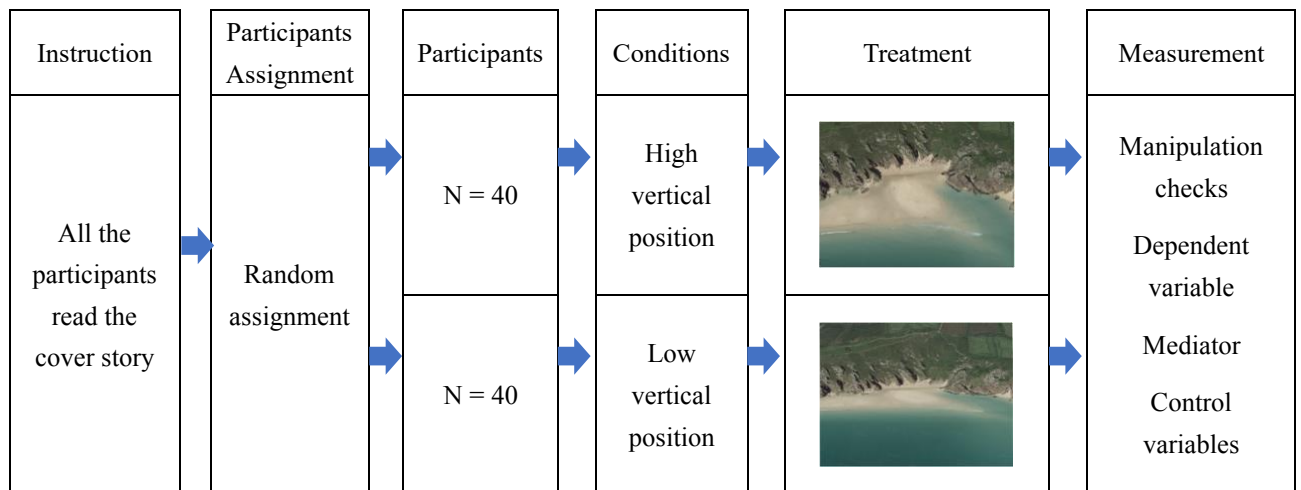 Instruction
Participants
Assignment
Participants
Conditions
Treatment
Measurement
All the
participants
read the
cover story
Random
assignment
N = 40
High
vertical
position
N = 40
Low
vertical
position
Manipulation
checks
Dependent
variable
Mediator
Control
variables